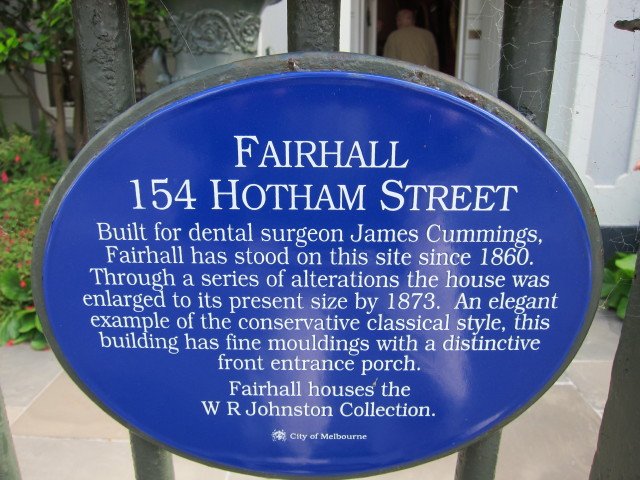 FAIRHALL
154 HOTHAM STREET
Built for dental surgeon James Cummings,
Fairhall has stood on this site since 1860.
Through a series of alterations the house was
enlarged to its present size by 1873. An elegant
example of the conservative classical style, this
building has fine mouldings with a distinctive
front entrance porch.
Fairhall houses the
W R Johnston Collection.
City of Melbourne